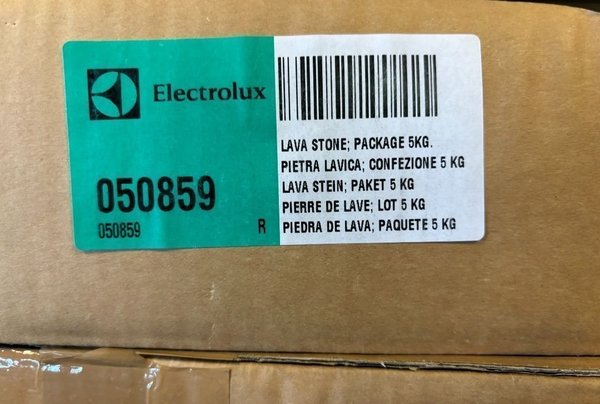 Electrolux
050859
050859 R
LAVA STONE; PACKAGE 5KG.
PIETRA LAVICA; CONFEZIONE 5 KG
LAVA STEIN; PAKET 5 KG
PIERRE DE LAVE; LOT 5 KG
PIEDRA DE LAVA; PAQUETE 5 KG